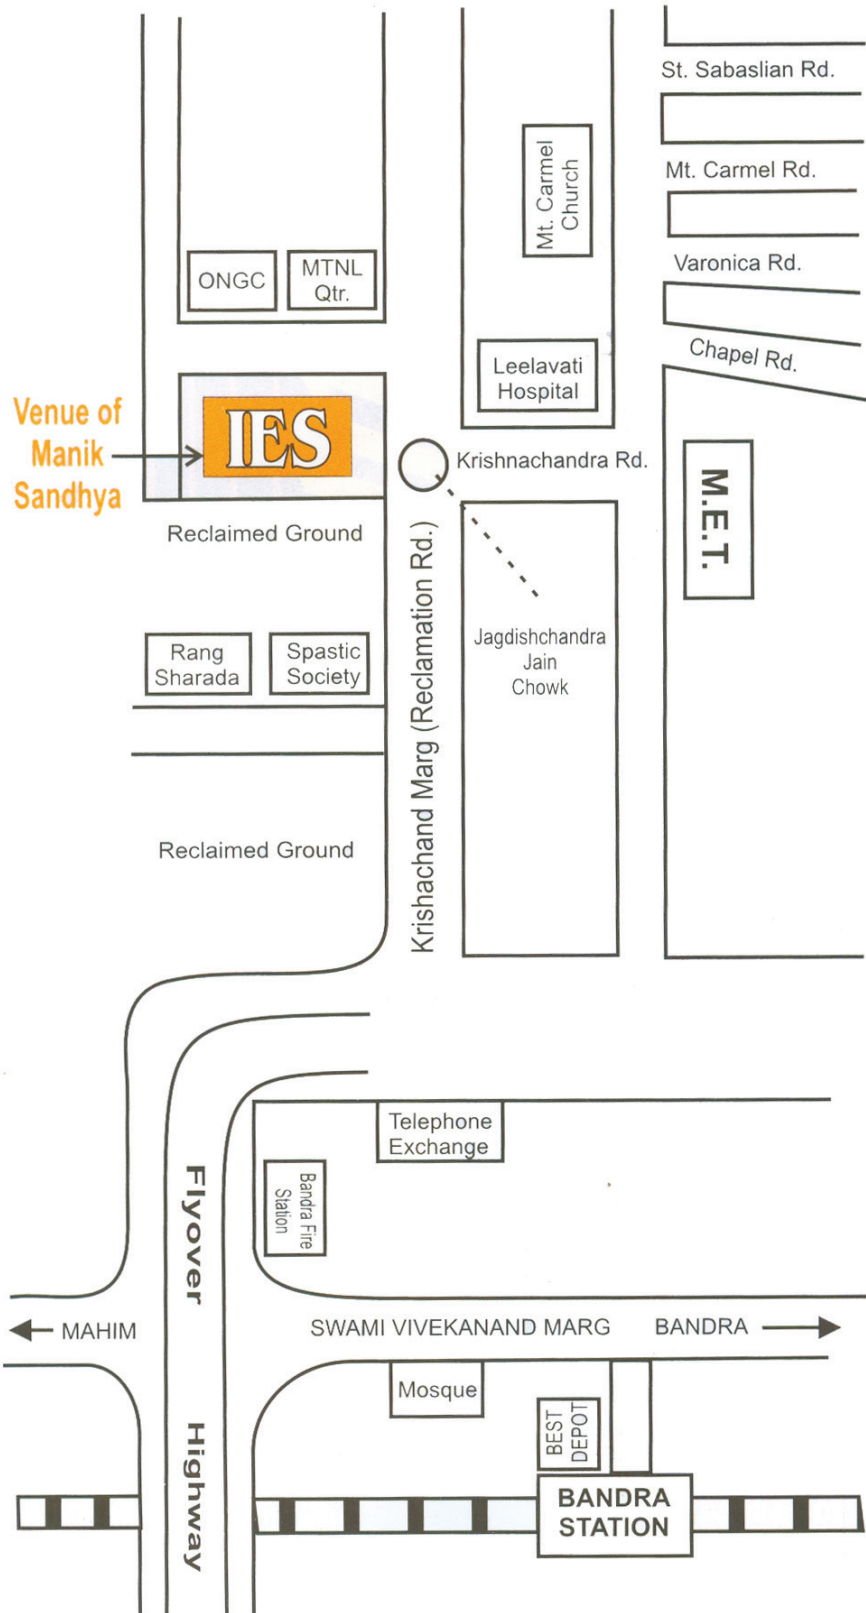 St. Sabaslian Rd.
Mt. Carmel
Church
Mt. Carmel Rd.
Varonica Rd.
ONGC
MTNL
Qtr.
Chapel Rd.
Leelavati
Hospital
Venue of
Manik
Sandhya
IES
Krishnachandra Rd.
M.E.T.
Reclaimed Ground
Krishachand Marg (Reclamation Rd.)
Jagdishchandra
Jain
Chowk
Rang
Sharada
Spastic
Society
Reclaimed Ground
Telephone
Exchange
Bandra Fire
Station
Flyover
MAHIM
SWAMI VIVEKANAND MARG
BANDRA
Mosque
BEST
DEPOT
Highway
BANDRA
STATION